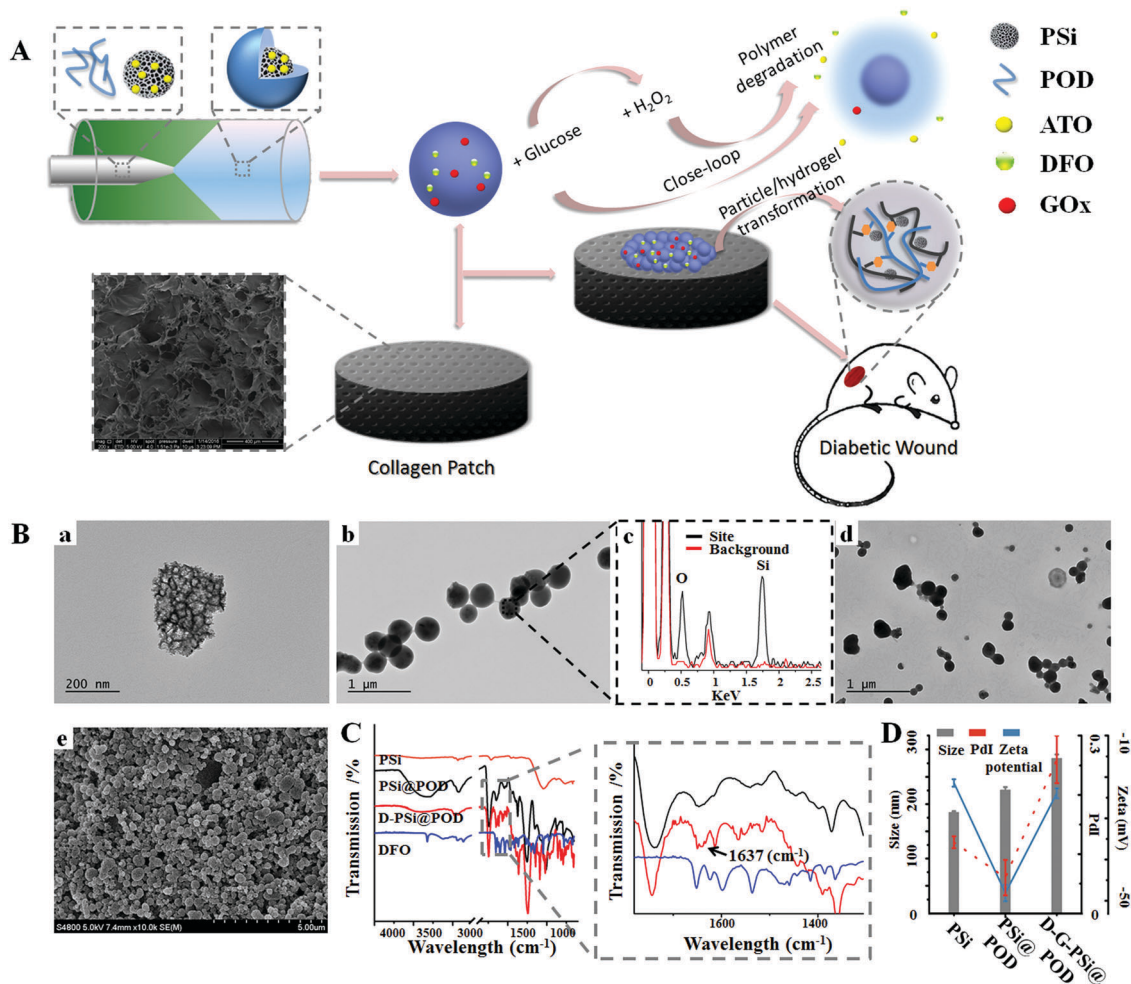 A
PSi
POD
ATO
DFO
GOx
+ Glucose
+ H2O2
Polymer
degradation
Close-loop
Particle/hydrogel
transformation
Collagen Patch
Diabetic Wound
B
a
200 nm
b
1 μm
c
Site
Background
O
Si
0 0.5 1 1.5 2 2.5
KeV
d
1 μm
e
S4800 5.0kV 7.4mm x10.0k SE(M)
5.00um
C
PSi
PSi@POD
D-PSi@POD
DFO
Transmission /%
4000 3500 3000 1500 1000
Wavelength (cm-1)
Transmission /%
1637 (cm-1)
1600 1400
Wavelength (cm-1)
D
Size PdI Zeta
potential
300
200
100
0
Size (nm)
0.3
0
PdI
-10
-50
Zeta (mV)
PSi
PSi@
POD
D-G-PSi@
POD